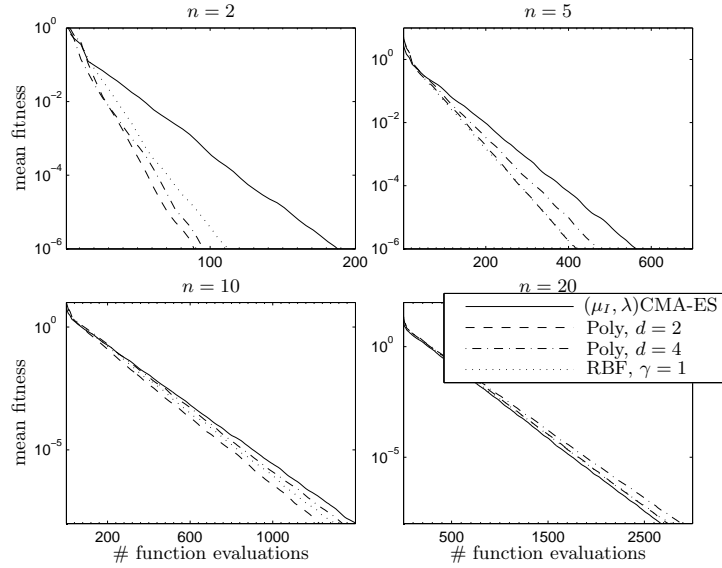 n = 2
n = 5
mean fitness
10^0
10^-2
10^-4
10^-6
100
200
10^0
10^-2
10^-4
10^-6
200
400
600
n = 10
n = 20
mean fitness
10^0
10^-5
200
600
1000
# function evaluations
10^0
10^-5
500
1500
2500
# function evaluations
(μ_I, λ)CMA-ES
Poly, d = 2
Poly, d = 4
RBF, γ = 1